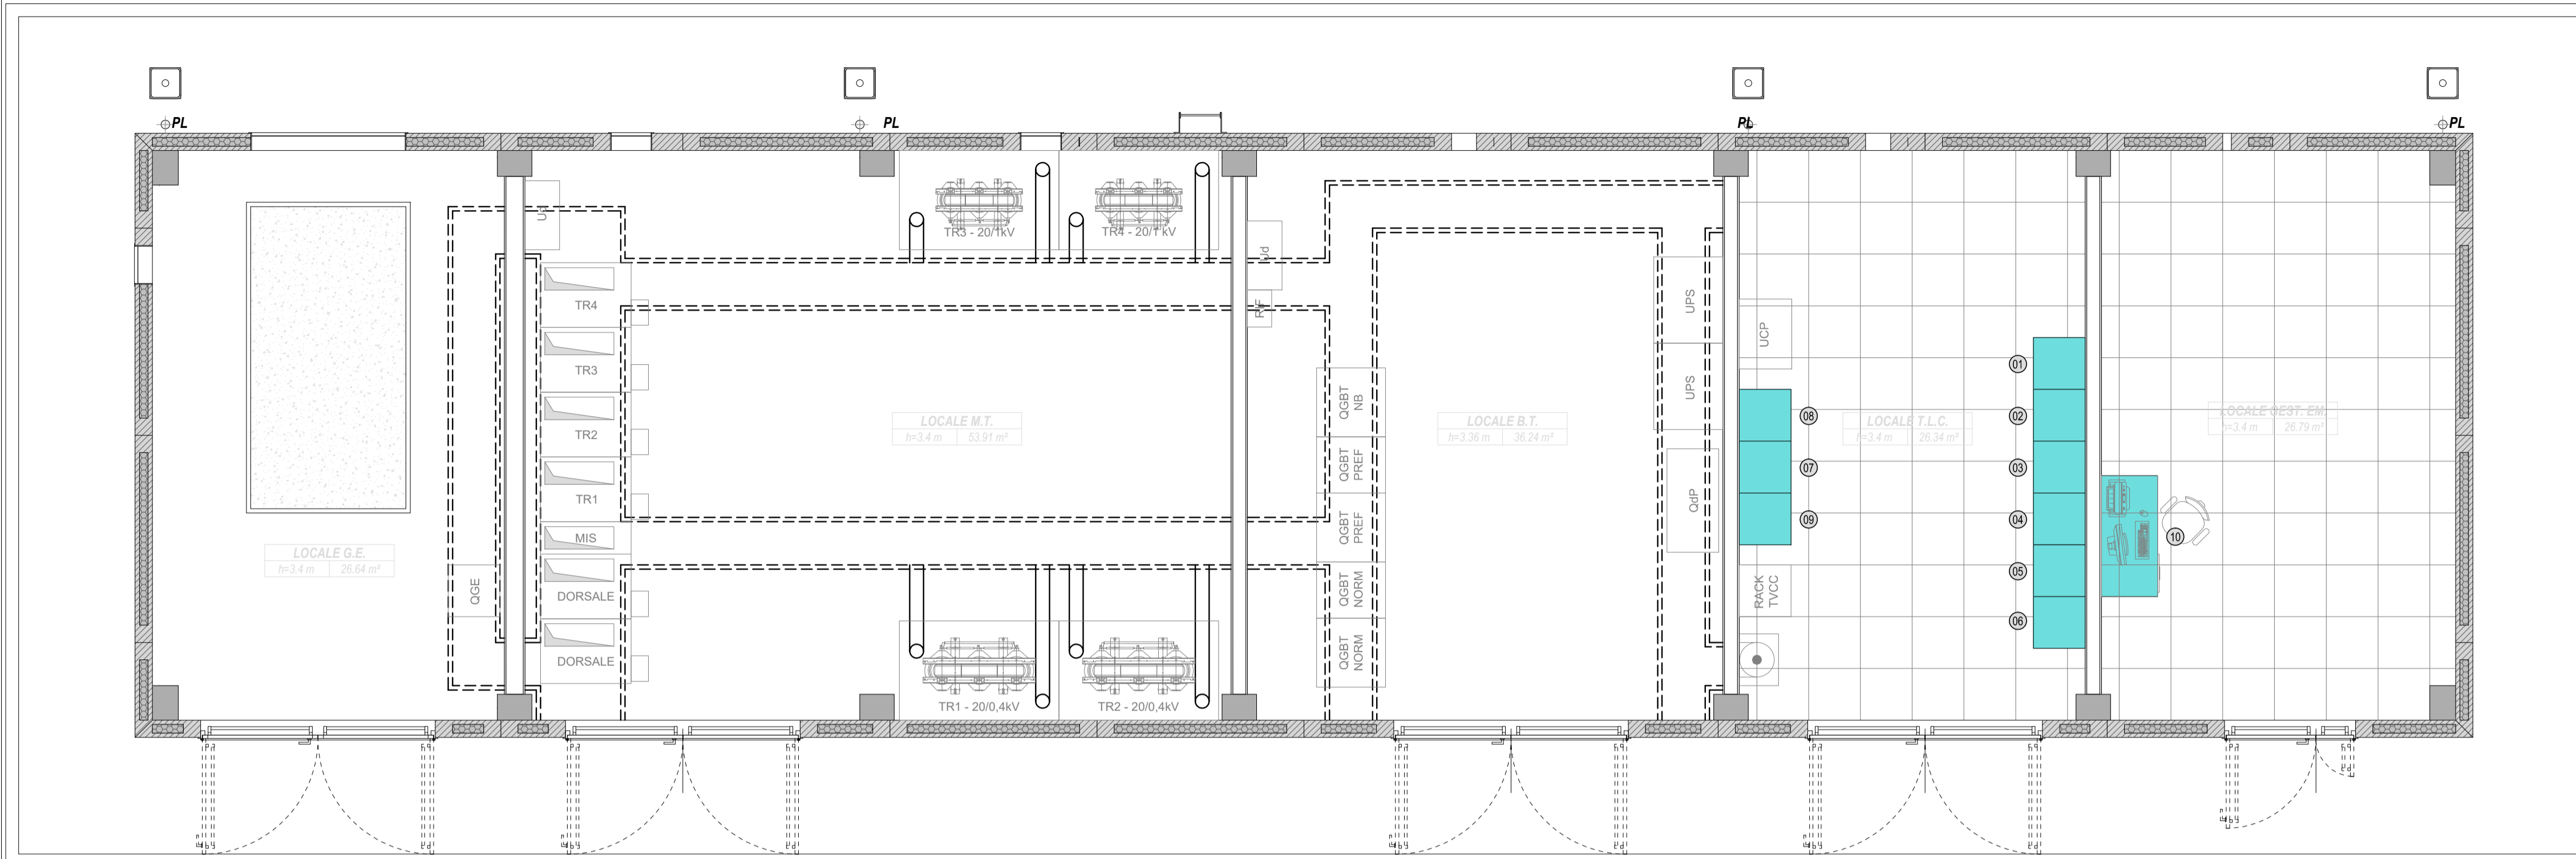 PL
PL
PL
PL
Ud
TR3 - 20/1kV
TR4 - 20/1 kV
Ud
RIF
TR4
TR3
TR2
TR1
MIS
DORSALE
DORSALE
QGE
LOCALE G.E.
h=3.4 m 26.64 m²
LOCALE M.T.
h=3.4 m 53.91 m²
TR1 - 20/0,4kV
TR2 - 20/0,4kV
QGBT
NB
QGBT
PREF
QGBT
PREF
QGBT
NORM
QGBT
NORM
LOCALE B.T.
h=3.36 m 36.24 m²
UPS
UPS
QdP
UCP
08
07
09
RACK
TVCC
LOCALE T.L.C.
h=3.4 m 26.34 m²
01
02
03
04
05
06
LOCALE GEST. EM.
h=3.4 m 26.79 m²
10